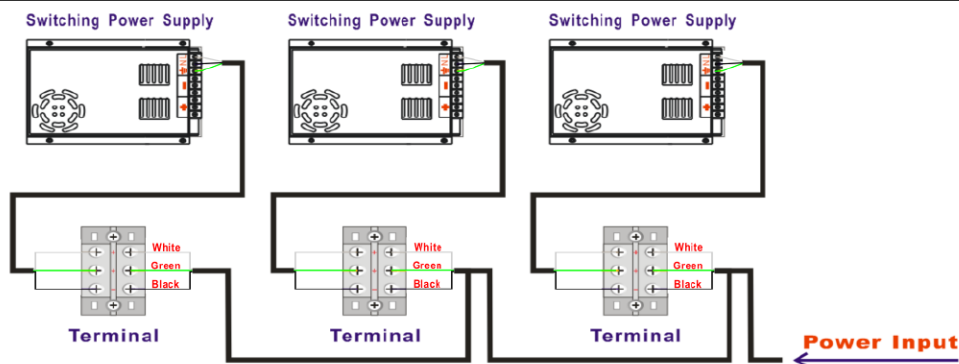 Switching Power Supply
Switching Power Supply
Switching Power Supply
White
Green
Black
Terminal
White
Green
Black
Terminal
White
Green
Black
Terminal
Power Input